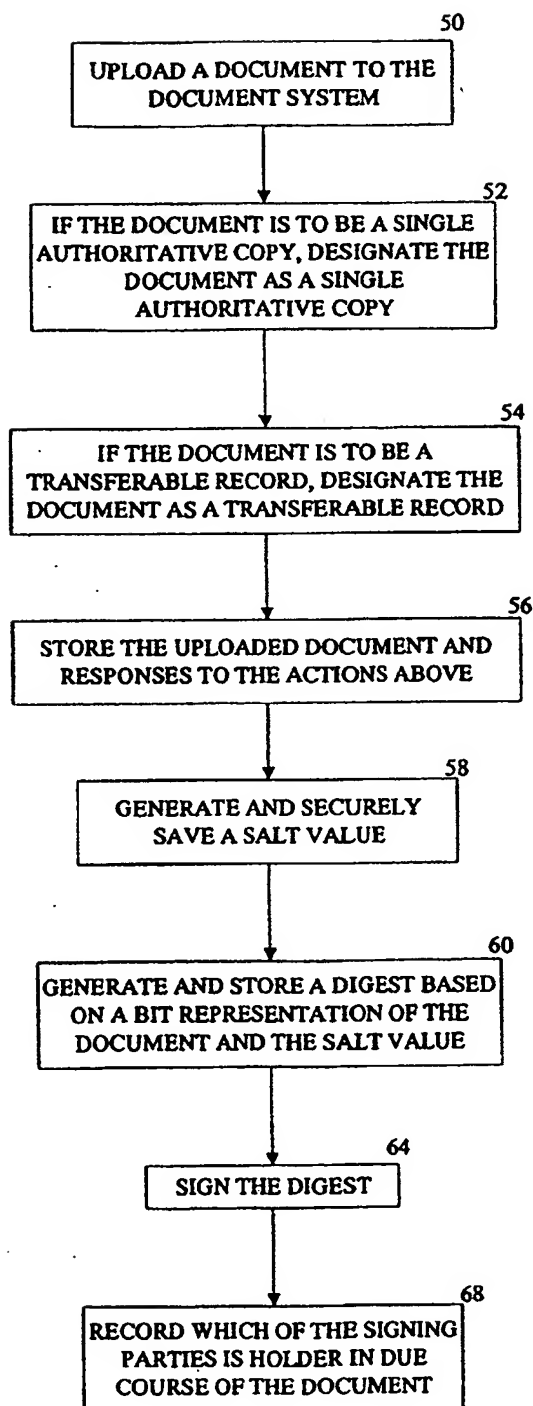 50
UPLOAD A DOCUMENT TO THE
DOCUMENT SYSTEM
52
IF THE DOCUMENT IS TO BE A SINGLE
AUTHORITATIVE COPY, DESIGNATE THE
DOCUMENT AS A SINGLE
AUTHORITATIVE COPY
54
IF THE DOCUMENT IS TO BE A
TRANSFERABLE RECORD, DESIGNATE THE
DOCUMENT AS A TRANSFERABLE RECORD
56
STORE THE UPLOADED DOCUMENT AND
RESPONSES TO THE ACTIONS ABOVE
58
GENERATE AND SECURELY
SAVE A SALT VALUE
60
GENERATE AND STORE A DIGEST BASED
ON A BIT REPRESENTATION OF THE
DOCUMENT AND THE SALT VALUE
64
SIGN THE DIGEST
68
RECORD WHICH OF THE SIGNING
PARTIES IS HOLDER IN DUE
COURSE OF THE DOCUMENT